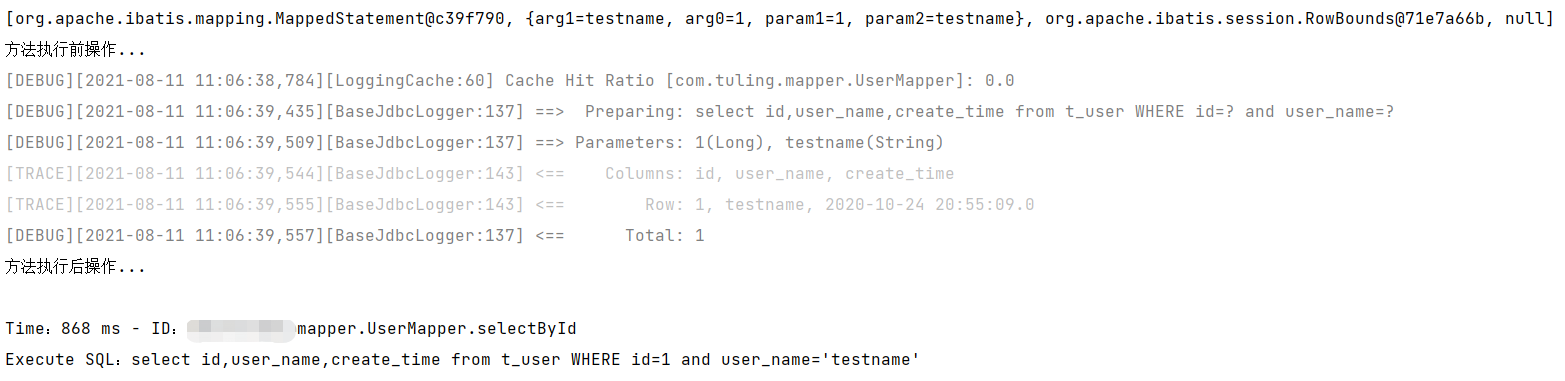 [org.apache.ibatis.mapping.MappedStatement@c39f790, {arg1=testname, arg0=1, param1=1, param2=testname}, org.apache.ibatis.session.RowBounds@71e7a66b, null]
方法执行前操作...
[DEBUG][2021-08-11 11:06:38,784][LoggingCache:60] Cache Hit Ratio [com.tuling.mapper.UserMapper]: 0.0
[DEBUG][2021-08-11 11:06:39,435][BaseJdbcLogger:137] ==>  Preparing: select id,user_name,create_time from t_user WHERE id=? and user_name=?
[DEBUG][2021-08-11 11:06:39,509][BaseJdbcLogger:137] ==> Parameters: 1(Long), testname(String)
[TRACE][2021-08-11 11:06:39,544][BaseJdbcLogger:143] <==    Columns: id, user_name, create_time
[TRACE][2021-08-11 11:06:39,555][BaseJdbcLogger:143] <==        Row: 1, testname, 2020-10-24 20:55:09.0
[DEBUG][2021-08-11 11:06:39,557][BaseJdbcLogger:137] <==      Total: 1
方法执行后操作...
Time：868 ms - ID：mapper.UserMapper.selectById
Execute SQL：select id,user_name,create_time from t_user WHERE id=1 and user_name='testname'